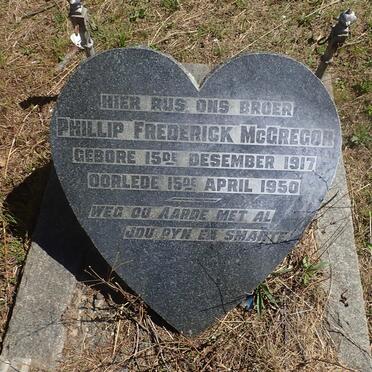 HIER RUS ONS BROER
PHILLIP FREDERICK McGREGOR
GEBORE 15DE DESEMBER 1917
OORLEDE 15DE APRIL 1950
WEG OU AARDE MET AL
JOU PYN EN SMARTE